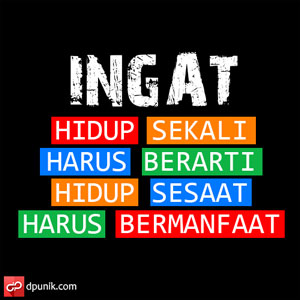 INGAT
HIDUP SEKALI
HARUS BERARTI
HIDUP SESAAT
HARUS BERMANFAAT
dpunik.com